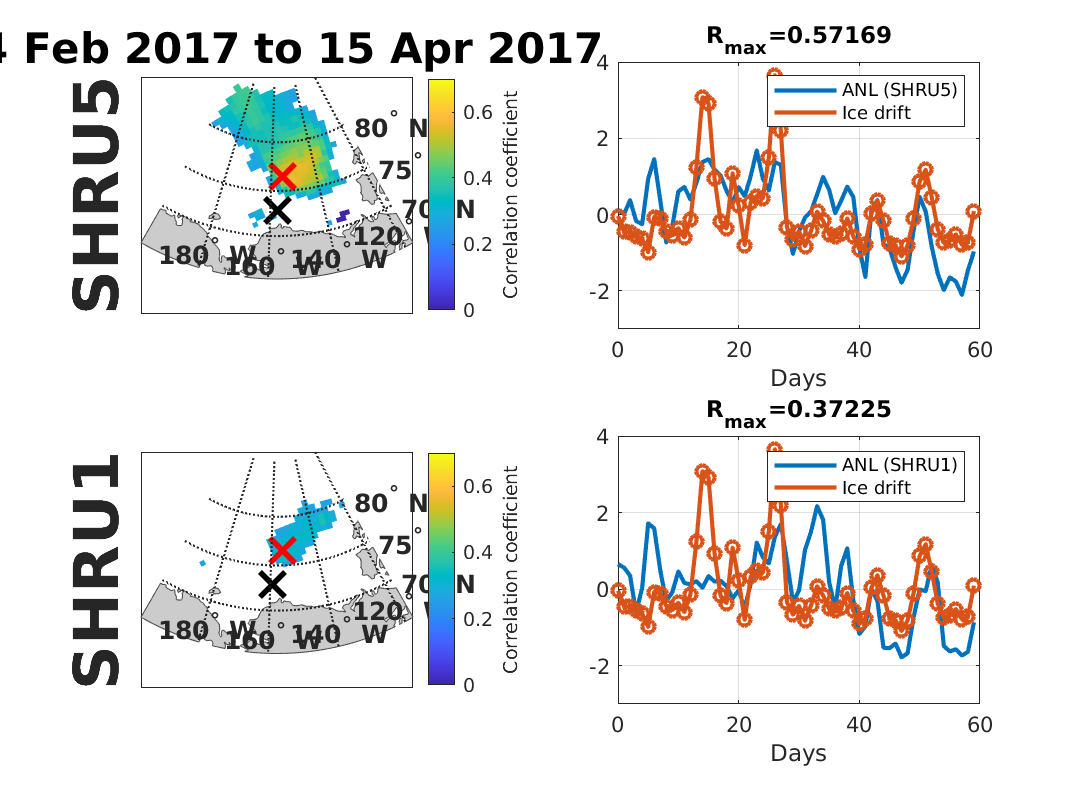 4 Feb 2017 to 15 Apr 2017
SHRU5
80° N
75°
70° N
120° W
140° W
160° W
180° W
0.6
0.4
0.2
0
Correlation coefficient
Rmax=0.57169
ANL (SHRU5)
Ice drift
4
2
0
-2
0 20 40 60
Days
SHRU1
80° N
75°
70° N
120° W
140° W
160° W
180° W
0.6
0.4
0.2
0
Correlation coefficient
Rmax=0.37225
ANL (SHRU1)
Ice drift
4
2
0
-2
0 20 40 60
Days